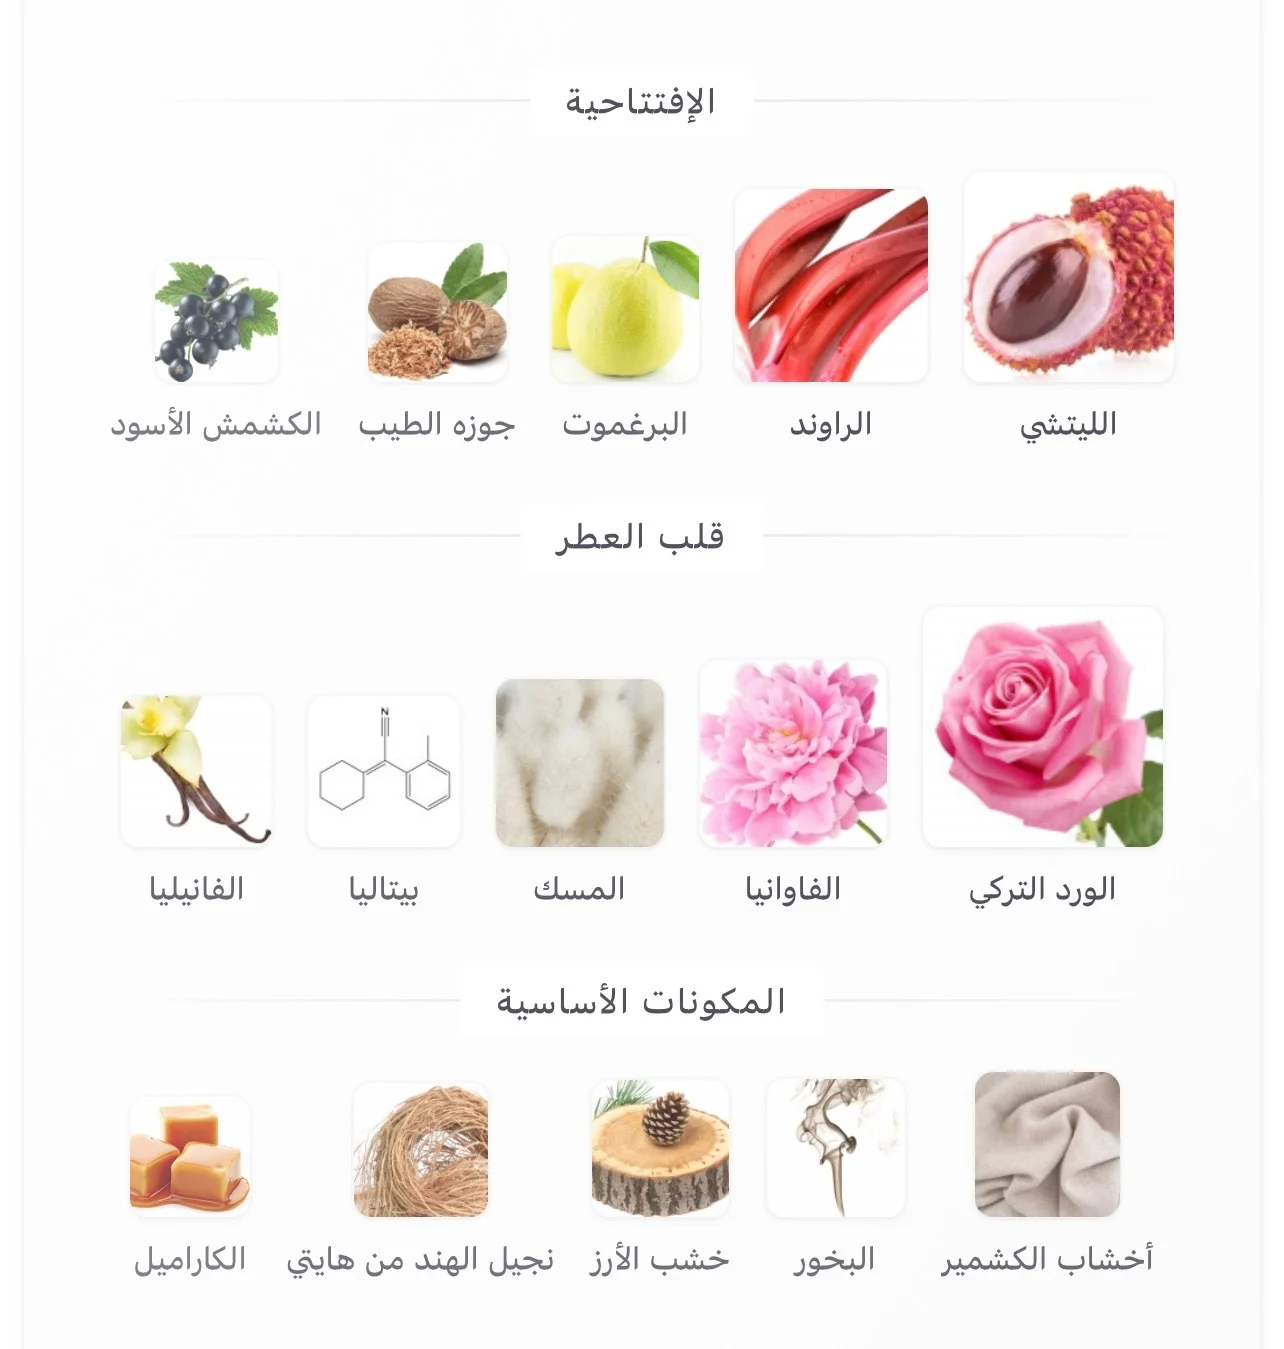 الإفتتاحية
الليتشي الراوند البرغموت جوزه الطيب الكشمش الأسود
قلب العطر
N
الورد التركي الفاوانيا المسك بيتاليا الفانيليا
المكونات الأساسية
أخشاب الكشمير البخور خشب الأرز نجيل الهند من هايتي الكاراميل